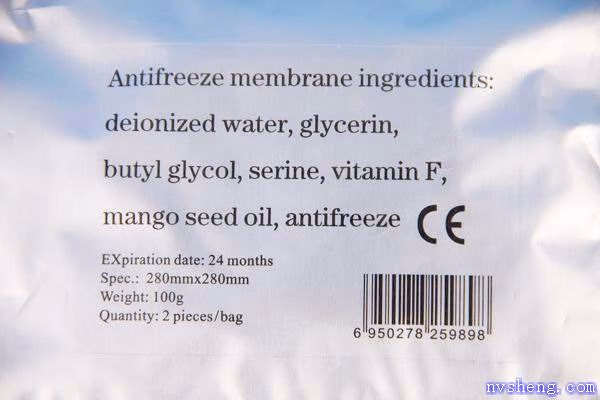 Antifreeze membrane ingredients:
deionized water, glycerin,
butyl glycol, serine, vitamin F,
mango seed oil, antifreeze CE
EXpiration date: 24 months
Spec.: 280mmx280mm
Weight: 100g
Quantity: 2 pieces/bag
6 950278 259898
nvsheng.com